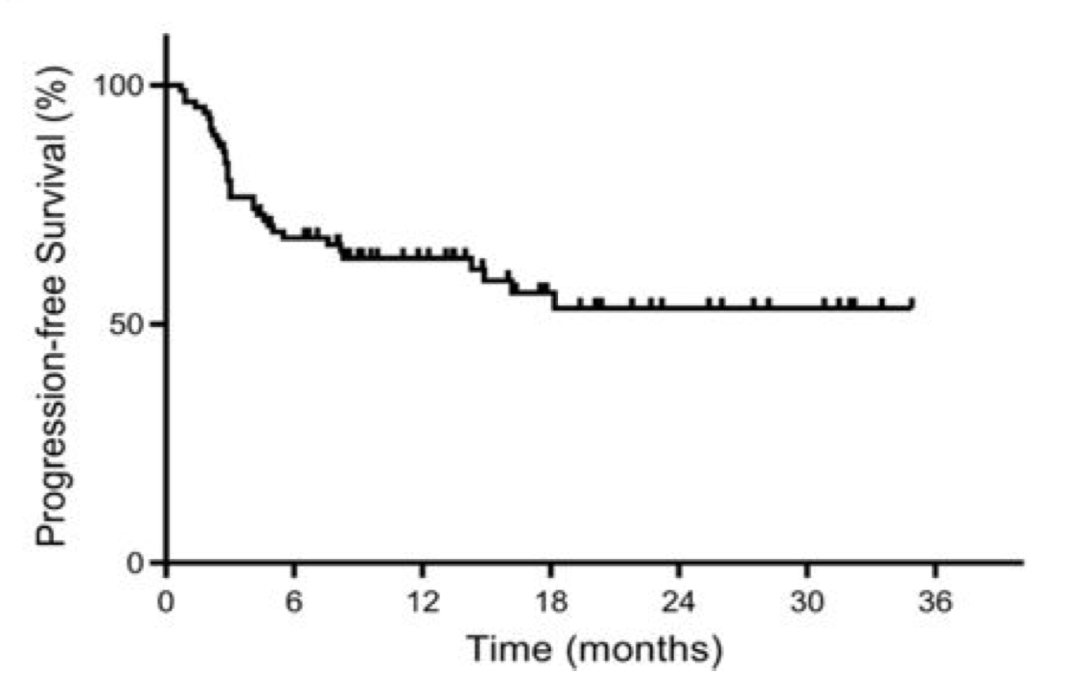 Progression-free Survival (%)
100
50
0
0 6 12 18 24 30 36
Time (months)